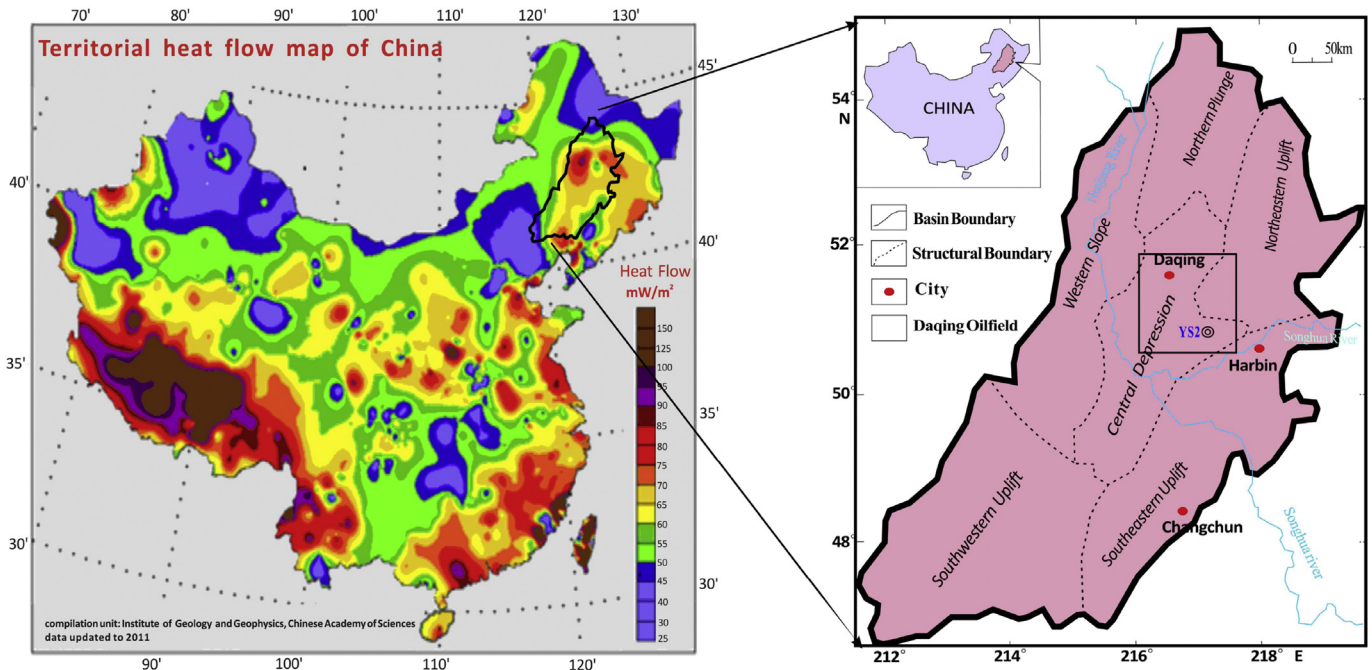 70'
80'
90'
100'
110'
120'
130'
Territorial heat flow map of China
45'
40'
40'
35'
35'
30'
30'
Heat Flow
mW/m²
150
125
100
95
90
85
80
75
70
65
60
55
50
45
40
30
25
compilation unit: Institute of Geology and Geophysics, Chinese Academy of Sciences
data updated to 2011
90'
100'
110'
120'
CHINA
0 50km
54°
N
52°
50°
48°
Basin Boundary
Structural Boundary
City
Daqing Oilfield
Northern Plunge
Nenjiang River
Northeastern Uplift
Western Slope
Daqing
Central Depression
YS2
Songhua River
Harbin
Southwestern Uplift
Southeastern Uplift
Changchun
Songhua river
212°
214°
216°
218°
E